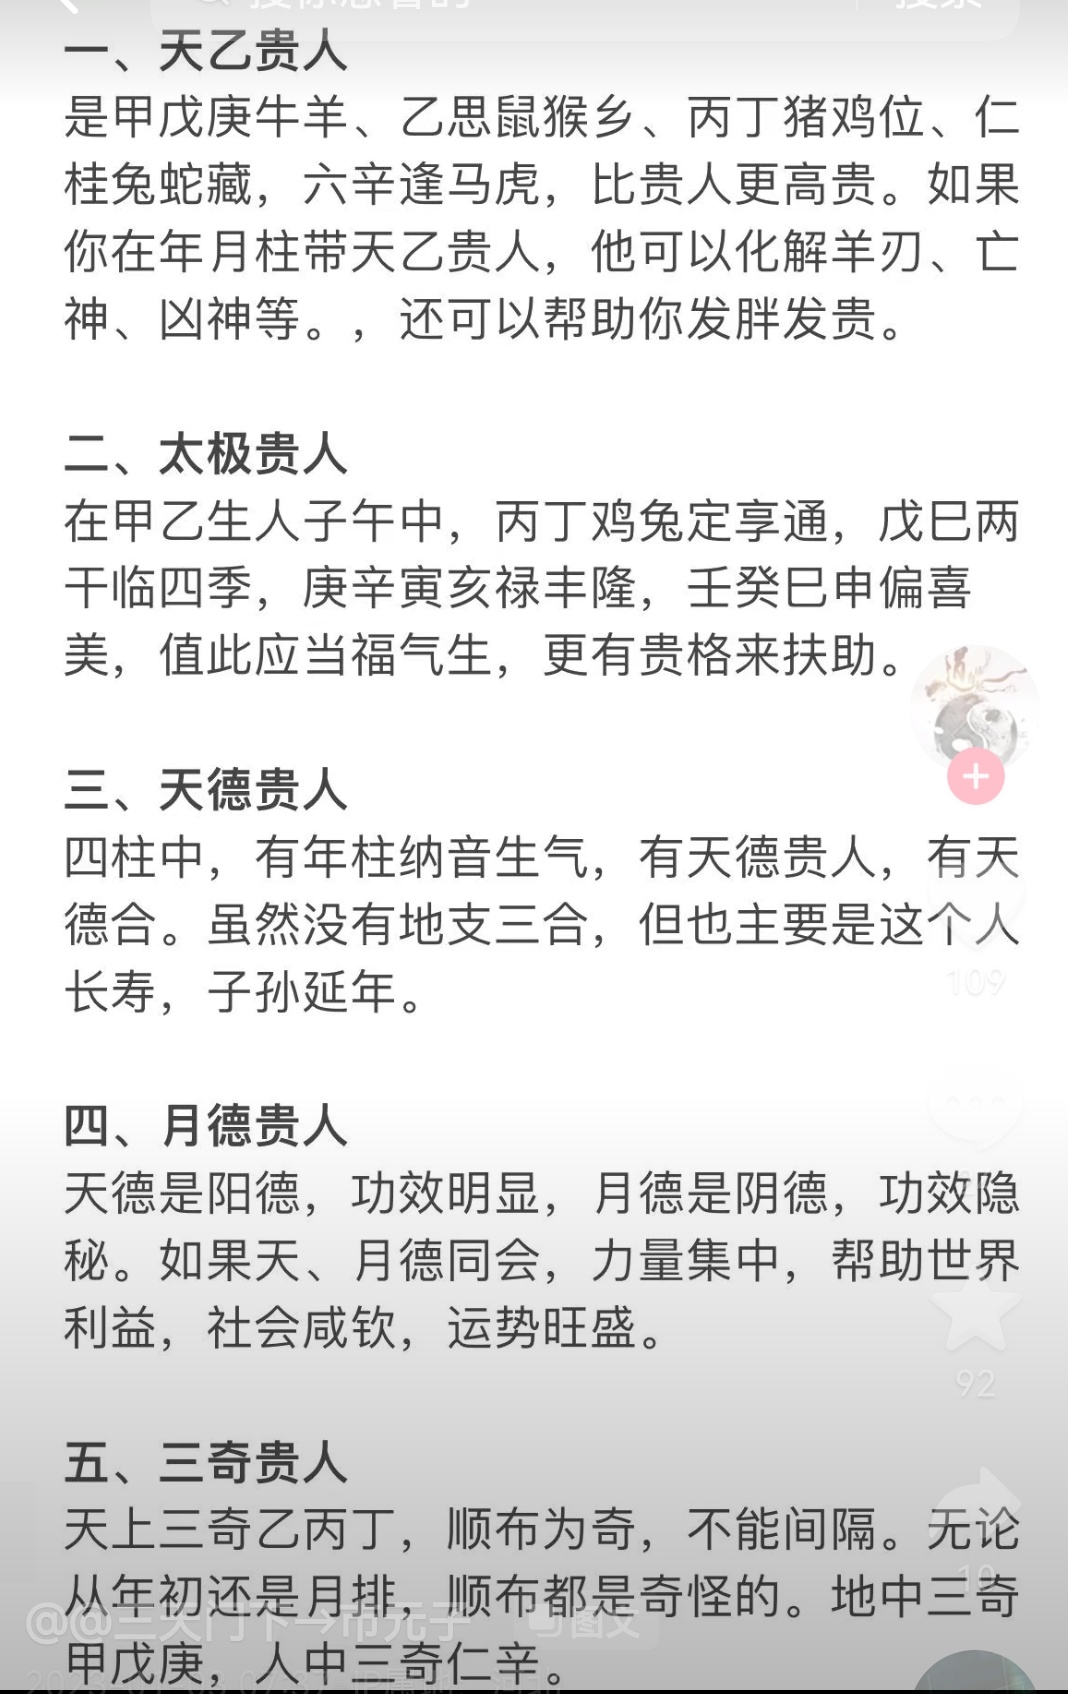 一、天乙贵人
是甲戊庚牛羊、乙思鼠猴乡、丙丁猪鸡位、仁
桂兔蛇藏，六辛逢马虎，比贵人更高贵。如果
你在年月柱带天乙贵人，他可以化解羊刃、亡
神、凶神等。，还可以帮助你发胖发贵。
二、太极贵人
在甲乙生人子午中，丙丁鸡兔定享通，戊巳两
干临四季，庚辛寅亥禄丰隆，壬癸巳申偏喜
美，值此应当福气生，更有贵格来扶助。
三、天德贵人
四柱中，有年柱纳音生气，有天德贵人，有天
德合。虽然没有地支三合，但也主要是这个人
长寿，子孙延年。
109
四、月德贵人
天德是阳德，功效明显，月德是阴德，功效隐
秘。如果天、月德同会，力量集中，帮助世界
利益，社会咸钦，运势旺盛。
92
五、三奇贵人
天上三奇乙丙丁，顺布为奇，不能间隔。无论
10
从年初还是月排，顺布都是奇怪的。地中三奇
@@三天门下
图文
甲戊庚，人中三奇仁辛。